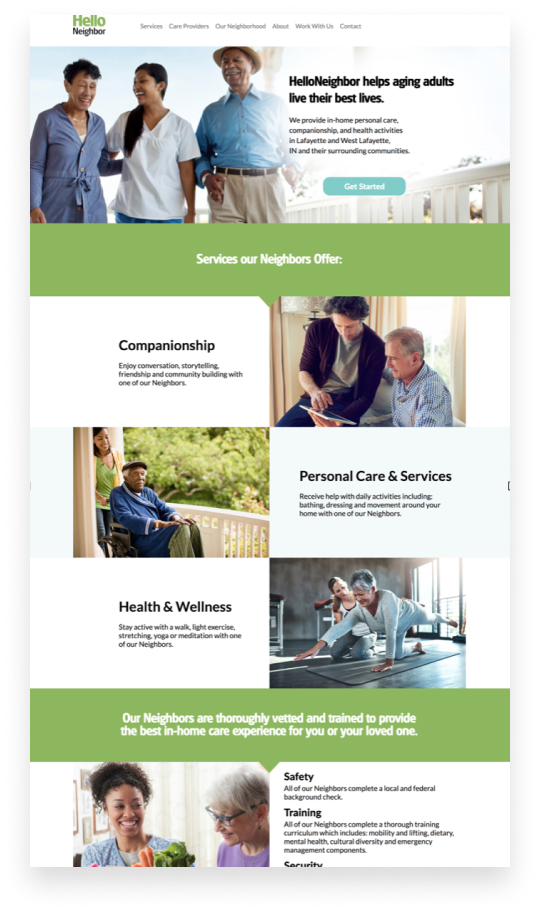 Hello
Neighbor
Services Care Providers Our Neighborhood About Work With Us Contact
HelloNeighbor helps aging adults
live their best lives.
We provide in-home personal care,
companionship, and health activities
in Lafayette and West Lafayette,
IN and their surrounding communities.
Get Started
Services our Neighbors Offer:
Companionship
Enjoy conversation, storytelling,
friendship and community building with
one of our Neighbors.
Personal Care & Services
Receive help with daily activities including:
bathing, dressing and movement around your
home with one of our Neighbors.
Health & Wellness
Stay active with a walk, light exercise,
stretching, yoga or meditation with one
of our Neighbors.
Our Neighbors are thoroughly vetted and trained to provide
the best in-home care experience for you or your loved one.
Safety
All of our Neighbors complete a local and federal
background check.
Training
All of our Neighbors complete a thorough training
curriculum which includes: mobility and lifting, dietary,
mental health, cultural diversity and emergency
management components.
Security